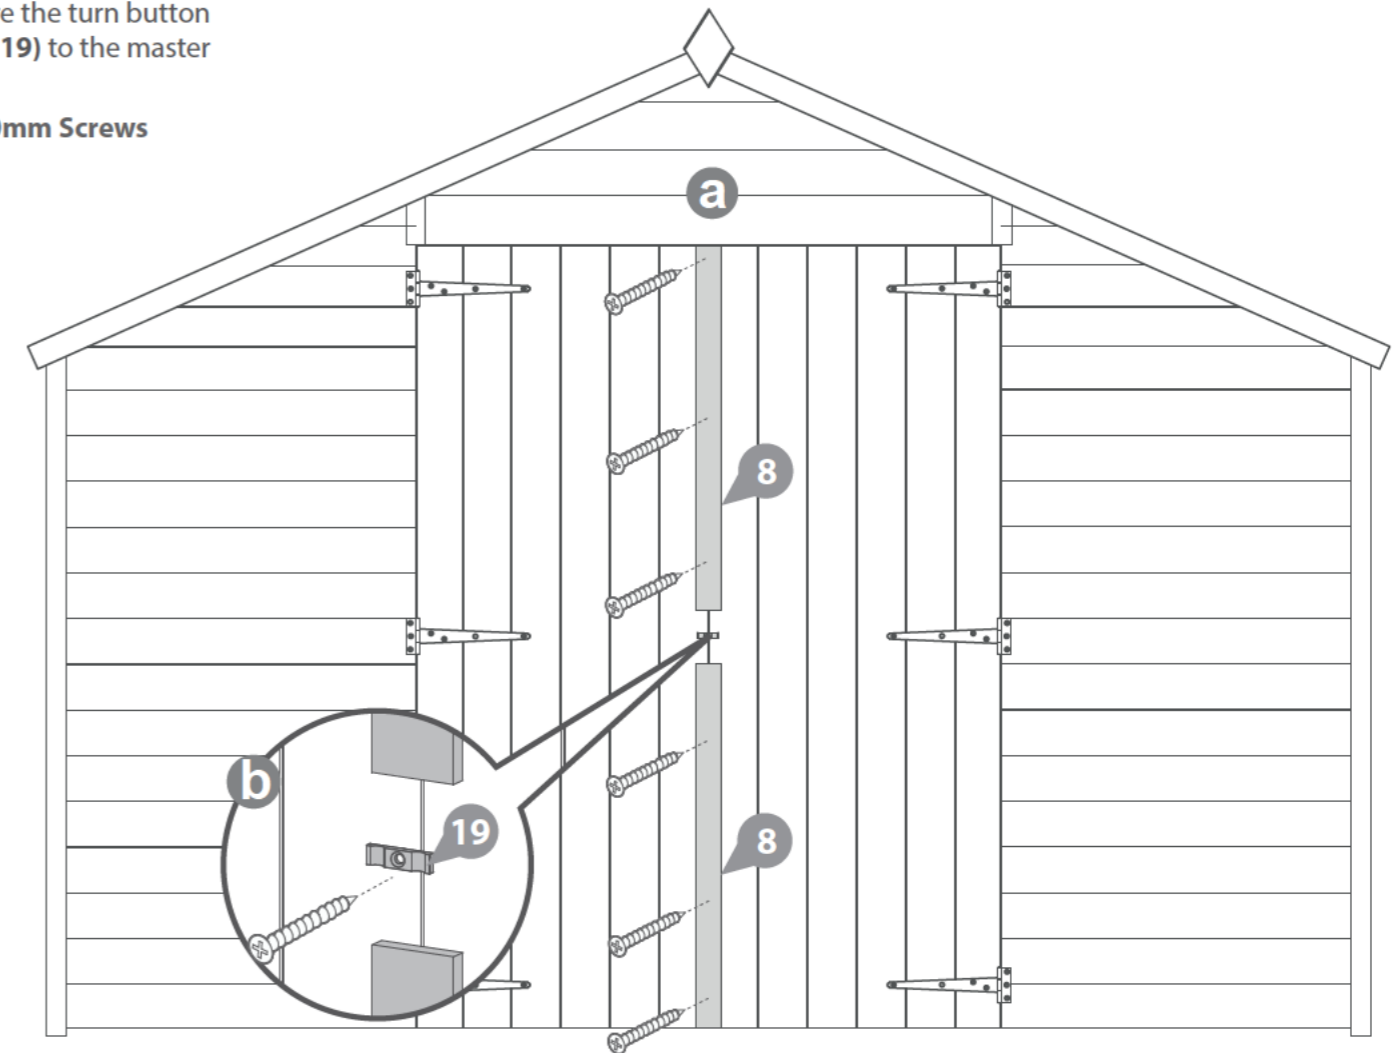 the turn button
19) to the master
mm Screws
a
8
b
19
8